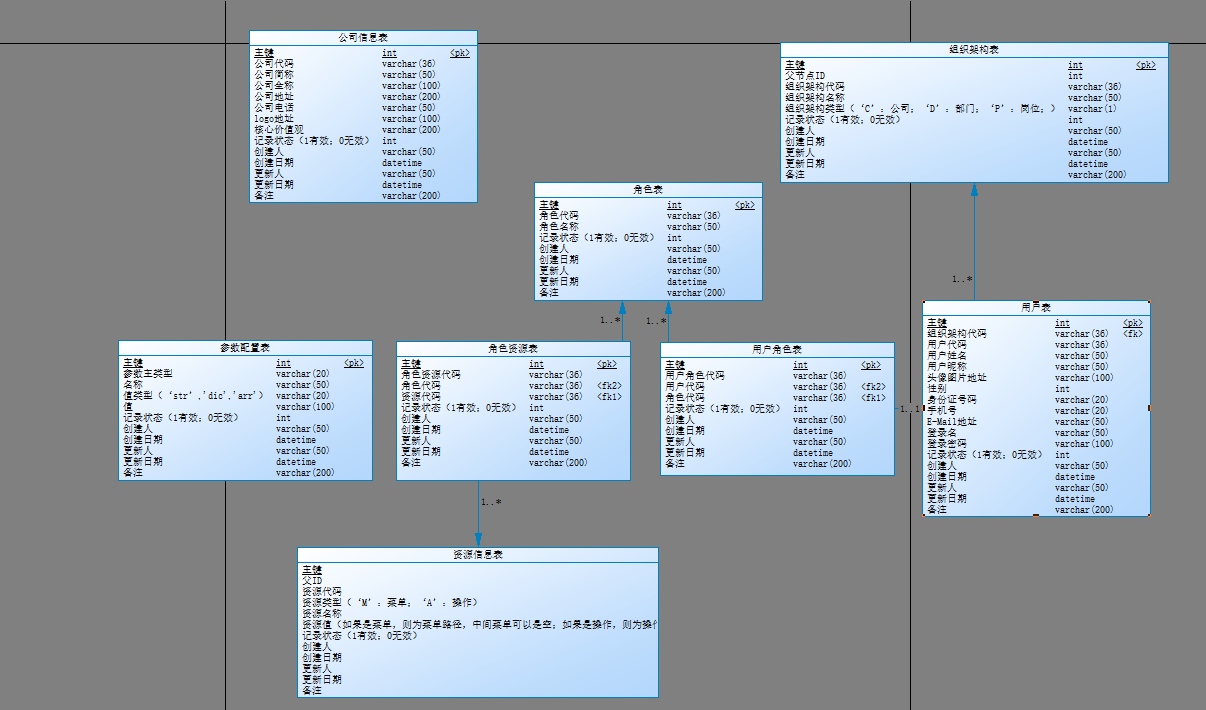 公司信息表
主键 int <pk>
公司代码 varchar(36)
公司简称 varchar(50)
公司全称 varchar(100)
公司地址 varchar(200)
公司电话 varchar(50)
logo地址 varchar(100)
核心价值观 varchar(200)
记录状态（1有效；0无效） int
创建人 varchar(50)
创建日期 datetime
更新人 varchar(50)
更新日期 datetime
备注 varchar(200)
组织架构表
主键 int <pk>
父节点ID int
组织架构代码 varchar(36)
组织架构名称 varchar(50)
组织架构类型（‘C’：公司；‘D’：部门；‘P’：岗位；） varchar(1)
记录状态（1有效；0无效） int
创建人 varchar(50)
创建日期 datetime
更新人 varchar(50)
更新日期 datetime
备注 varchar(200)
角色表
主键 int <pk>
角色代码 varchar(36)
角色名称 varchar(50)
记录状态（1有效；0无效） int
创建人 varchar(50)
创建日期 datetime
更新人 varchar(50)
更新日期 datetime
备注 varchar(200)
1..*
1..*
1..*
参数配置表
主键 int <pk>
参数主类型 varchar(20)
名称 varchar(50)
值类型（‘str’,'dic','arr'） varchar(20)
值 varchar(100)
记录状态（1有效；0无效） int
创建人 varchar(50)
创建日期 datetime
更新人 varchar(50)
更新日期 datetime
备注 varchar(200)
角色资源表
主键 int <pk>
角色资源代码 varchar(36)
角色代码 varchar(36) <fk2>
资源代码 varchar(36) <fk1>
记录状态（1有效；0无效） int
创建人 varchar(50)
创建日期 datetime
更新人 varchar(50)
更新日期 datetime
备注 varchar(200)
用户角色表
主键 int <pk>
用户角色代码 varchar(36)
用户代码 varchar(36) <fk2>
角色代码 varchar(36) <fk1>
记录状态（1有效；0无效） int
创建人 varchar(50)
创建日期 datetime
更新人 varchar(50)
更新日期 datetime
备注 varchar(200)
1..1
用户表
主键 int <pk>
组织架构代码 varchar(36) <fk>
用户代码 varchar(36)
用户姓名 varchar(50)
用户昵称 varchar(50)
头像图片地址 varchar(100)
性别 int
身份证号码 varchar(20)
手机号 varchar(20)
E-Mail地址 varchar(50)
登录名 varchar(50)
登录密码 varchar(100)
记录状态（1有效；0无效） int
创建人 varchar(50)
创建日期 datetime
更新人 varchar(50)
更新日期 datetime
备注 varchar(200)
1..*
资源信息表
主键
父ID
资源代码
资源类型（‘M’：菜单；‘A’：操作）
资源名称
资源值（如果是菜单，则为菜单路径，中间菜单可以是空；如果是操作，则为操作
记录状态（1有效；0无效）
创建人
创建日期
更新人
更新日期
备注